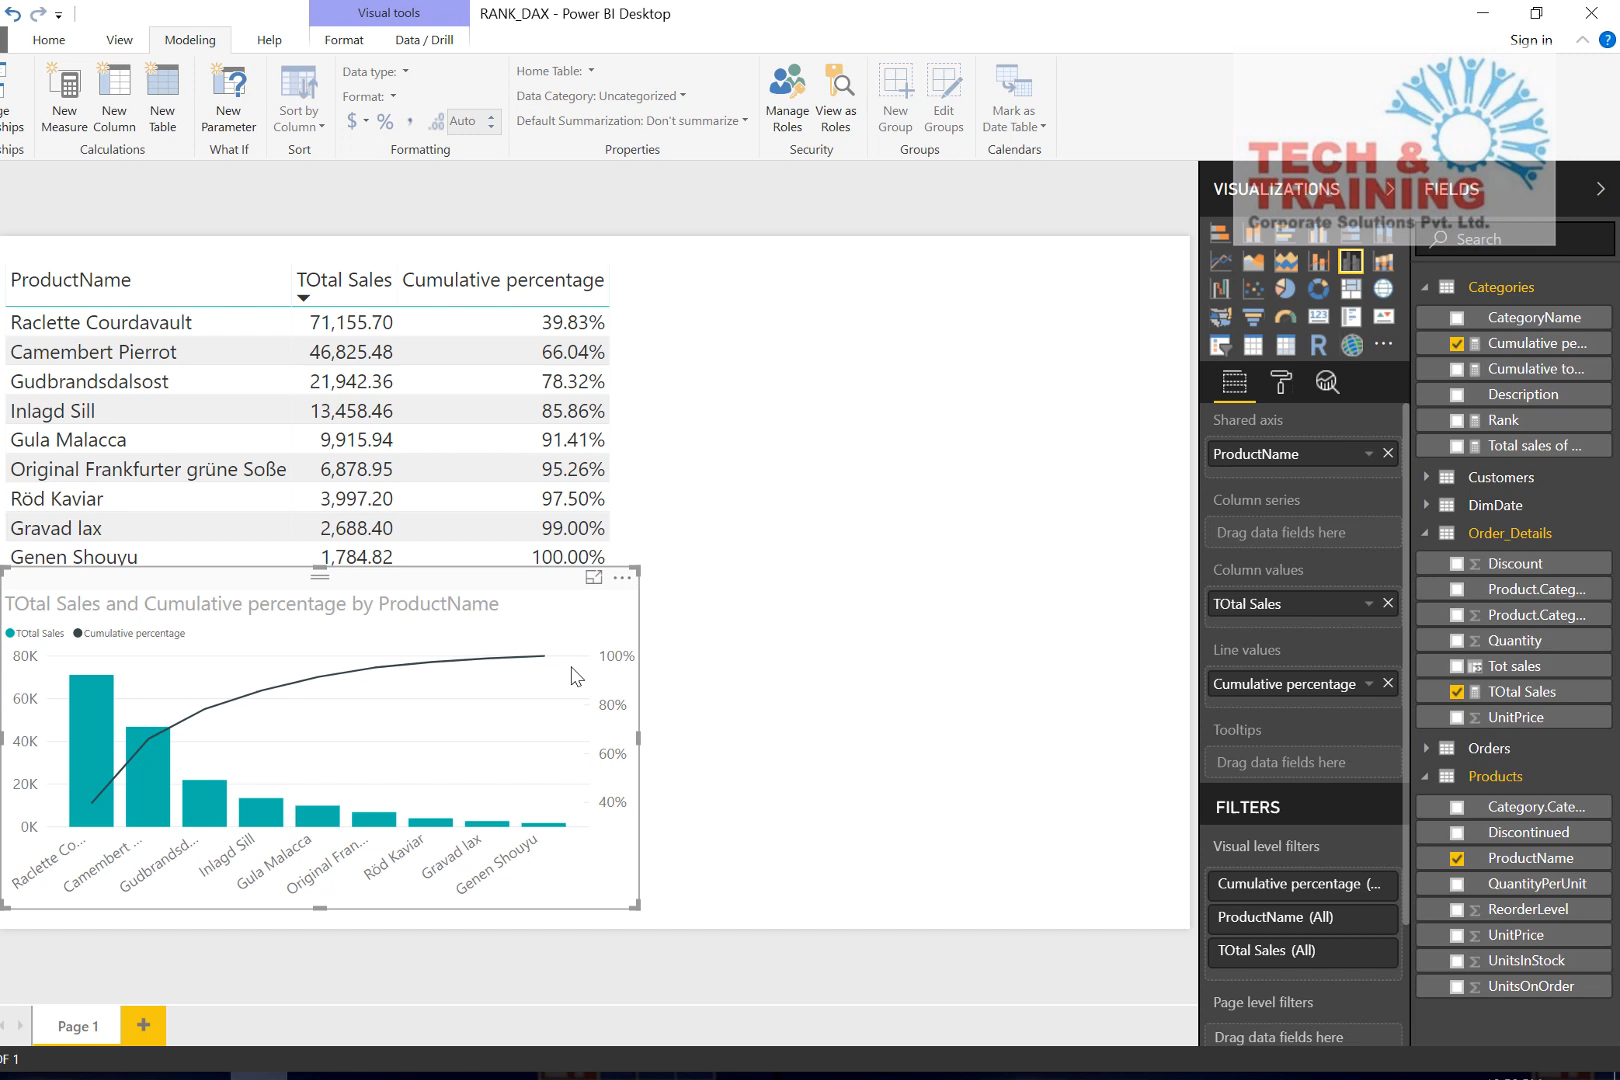 Visual tools
RANK_DAX - Power BI Desktop
Home View Modeling Help Format Data / Drill
Sign in
ge
ships
hips
New Measure
New Column
New Table
Calculations
New Parameter
What If
Sort by Column
Sort
Data type:
Format:
$ % , Auto
Formatting
Home Table:
Data Category: Uncategorized
Default Summarization: Don't summarize
Properties
Manage Roles
View as Roles
Security
New Group
Edit Groups
Groups
Mark as Date Table
Calendars
TECH &
TRAINING
Corporate Solutions Pvt. Ltd.
ProductName TOtal Sales Cumulative percentage
Raclette Courdavault 71,155.70 39.83%
Camembert Pierrot 46,825.48 66.04%
Gudbrandsdalsost 21,942.36 78.32%
Inlagd Sill 13,458.46 85.86%
Gula Malacca 9,915.94 91.41%
Original Frankfurter grüne Soße 6,878.95 95.26%
Röd Kaviar 3,997.20 97.50%
Gravad lax 2,688.40 99.00%
Genen Shouyu 1,784.82 100.00%
TOtal Sales and Cumulative percentage by ProductName
TOtal Sales Cumulative percentage
80K 100%
60K 80%
40K 60%
20K 40%
0K
Raclette Co...
Camembert ...
Gudbrandsd...
Inlagd Sill
Gula Malacca
Original Fran...
Röd Kaviar
Gravad lax
Genen Shouyu
VISUALIZATIONS
123
R
Shared axis
ProductName
Column series
Drag data fields here
Column values
TOtal Sales
Line values
Cumulative percentage
Tooltips
Drag data fields here
FILTERS
Visual level filters
Cumulative percentage (...
ProductName (All)
TOtal Sales (All)
Page level filters
Drag data fields here
FIELDS
Search
Categories
CategoryName
Cumulative pe...
Cumulative to...
Description
Rank
Total sales of ...
Customers
DimDate
Order_Details
Discount
Product.Categ...
Product.Categ...
Quantity
Tot sales
TOtal Sales
UnitPrice
Orders
Products
Category.Cate...
Discontinued
ProductName
QuantityPerUnit
ReorderLevel
UnitPrice
UnitsInStock
UnitsOnOrder
Page 1
OF 1